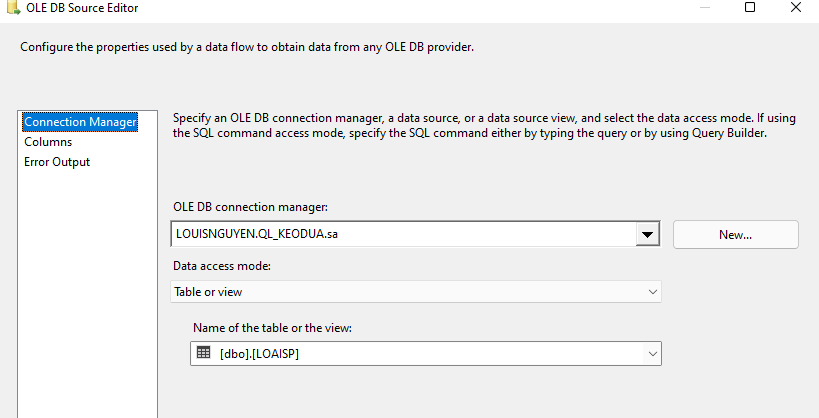 OLE DB Source Editor
Configure the properties used by a data flow to obtain data from any OLE DB provider.
Connection Manager
Columns
Error Output
Specify an OLE DB connection manager, a data source, or a data source view, and select the data access mode. If using
the SQL command access mode, specify the SQL command either by typing the query or by using Query Builder.
OLE DB connection manager:
LOUISNGUYEN.QL_KEODUA.sa
New...
Data access mode:
Table or view
Name of the table or the view:
[dbo].[LOAISP]